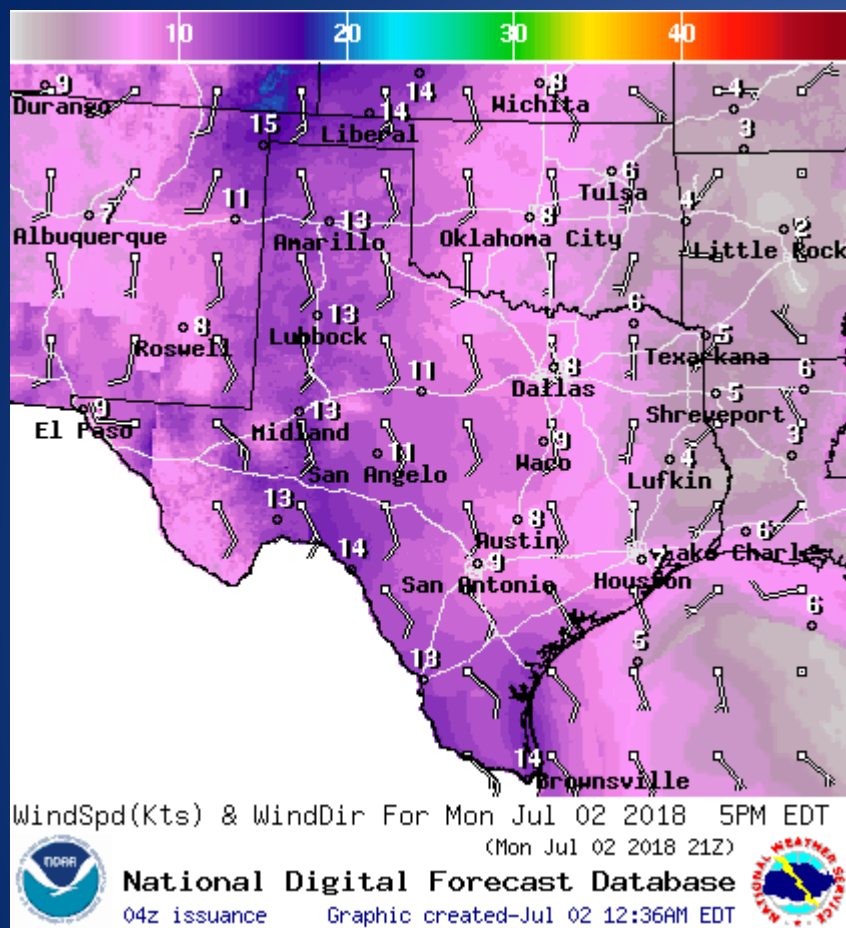 10 20 30 40
9 14 8 4
Durango 14 Wichita
15 Liberal 3
6
Tulsa
7 11 13 8 4 2
Albuquerque Amarillo Oklahoma City Little Rock
8 13 6 5
Roswell Lubbock Texarkana
11 8 6
Dallas 5
9 13 Shreveport
El Paso Midland 9 3
11 Waco 4
San Angelo Lufkin
13 8 6
Austin Lake Charles
14 9 7
San Antonio Houston
6
5
13
14
Brownsville
WindSpd(Kts) & WindDir For Mon Jul 02 2018 5PM EDT
(Mon Jul 02 2018 21Z)
NOAA
National Digital Forecast Database
04z issuance Graphic created-Jul 02 12:36AM EDT
NATIONAL WEATHER SERVICE